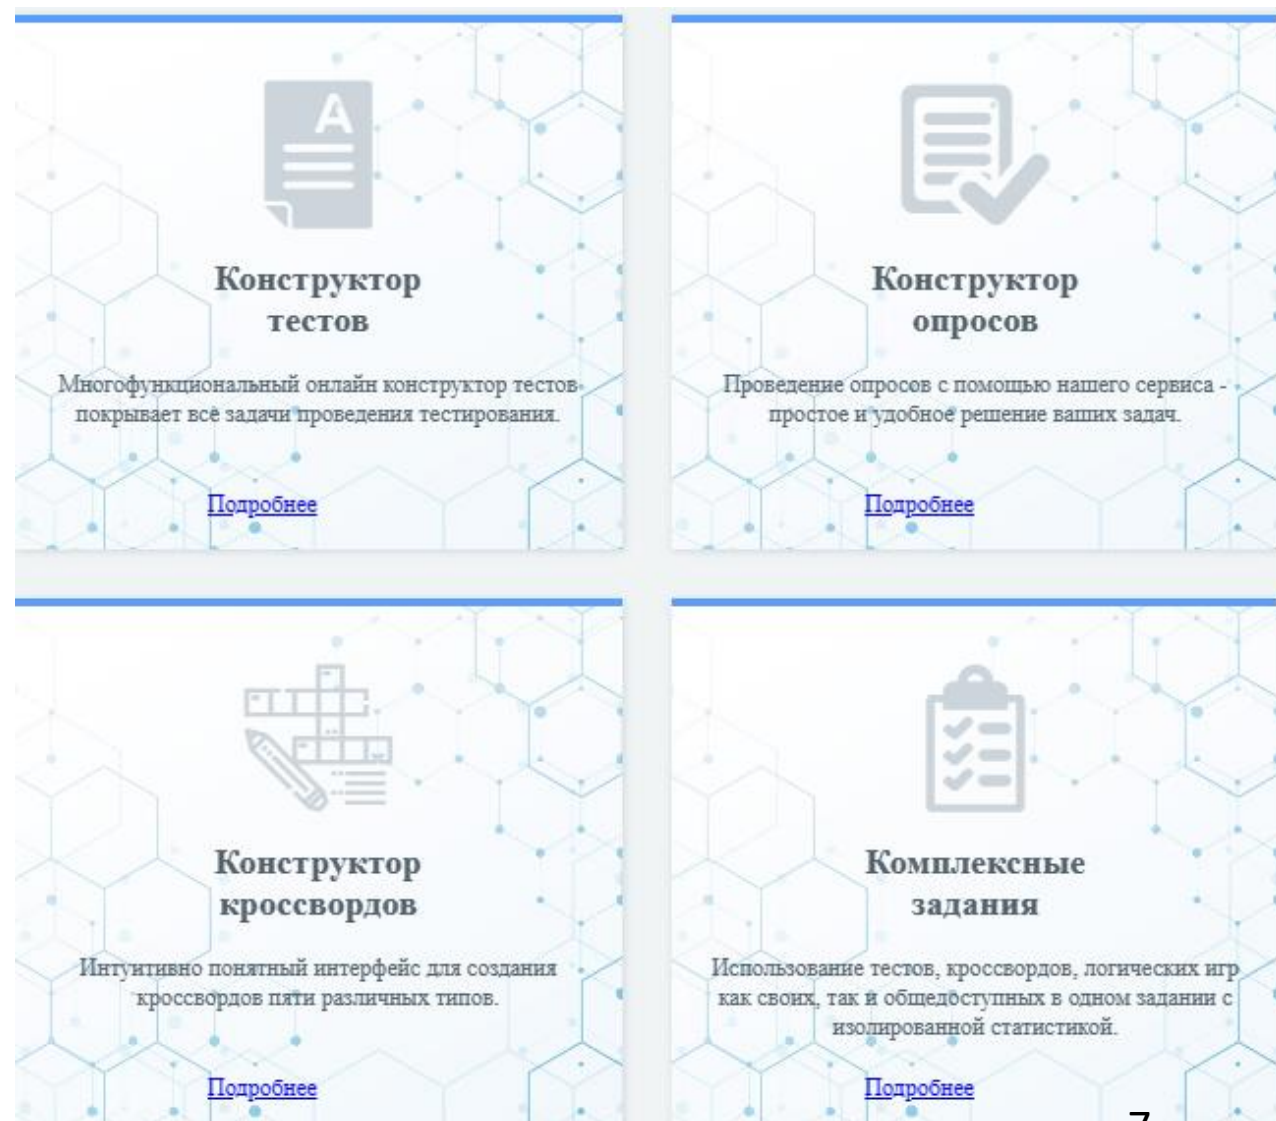 A
Конструктор
тестов
Многофункциональный онлайн конструктор тестов
покрывает все задачи проведения тестирования.
Подробнее
Конструктор
опросов
Проведение опросов с помощью нашего сервиса -
простое и удобное решение ваших задач.
Подробнее
Конструктор
кроссвордов
Интуитивно понятный интерфейс для создания
кроссвордов пяти различных типов.
Подробнее
Комплексные
задания
Использование тестов, кроссвордов, логических игр
как своих, так и общедоступных в одном задании с
изолированной статистикой.
Подробнее